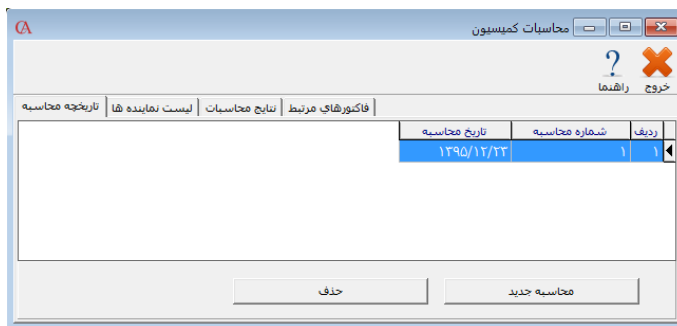 محاسبات کمیسیون
خروج راهنما
تاریخچه محاسبه لیست نماینده ها نتایج محاسبات فاکتورهای مرتبط
ردیف شماره محاسبه تاریخ محاسبه
۱ ۱ ۱۳۹۵/۱۲/۲۳
محاسبه جدید حذف